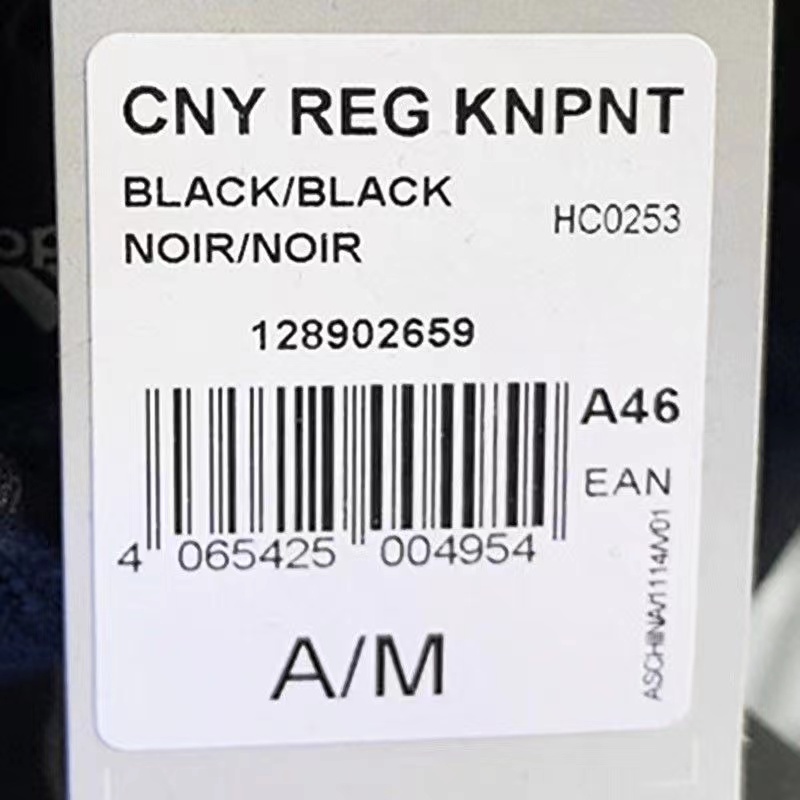 CNY REG KNPNT
BLACK/BLACK
HC0253
NOIR/NOIR
128902659
A46
EAN
4 065425 004954
ASCHINA/1114/V01
A/M